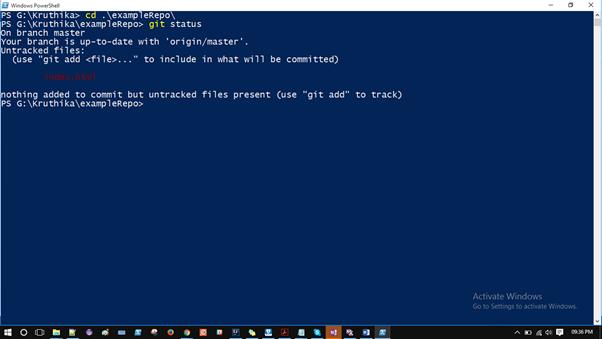 Windows PowerShell
PS G:\Kruthika> cd .\exampleRepo\
PS G:\Kruthika\exampleRepo> git status
On branch master
Your branch is up-to-date with 'origin/master'.
Untracked files:
(use "git add <file>..." to include in what will be committed)
index.html
nothing added to commit but untracked files present (use "git add" to track)
PS G:\Kruthika\exampleRepo>
Activate Windows
Go to Settings to activate Windows.
09:36 PM